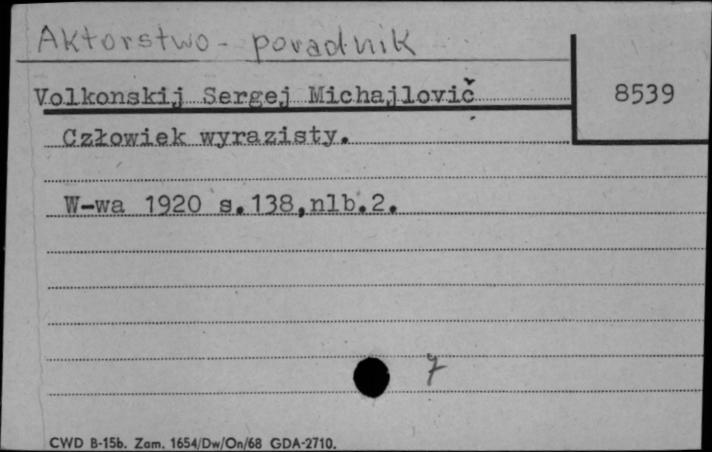 Aktorstwo - poradnik
Volkonskij Sergej Michajlovič
8539
Człowiek wyrazisty.
W-wa 1920 s.138,nlb.2.
7
CWD B-15b. Zam. 1654/Dw/On/68 GDA-2710.